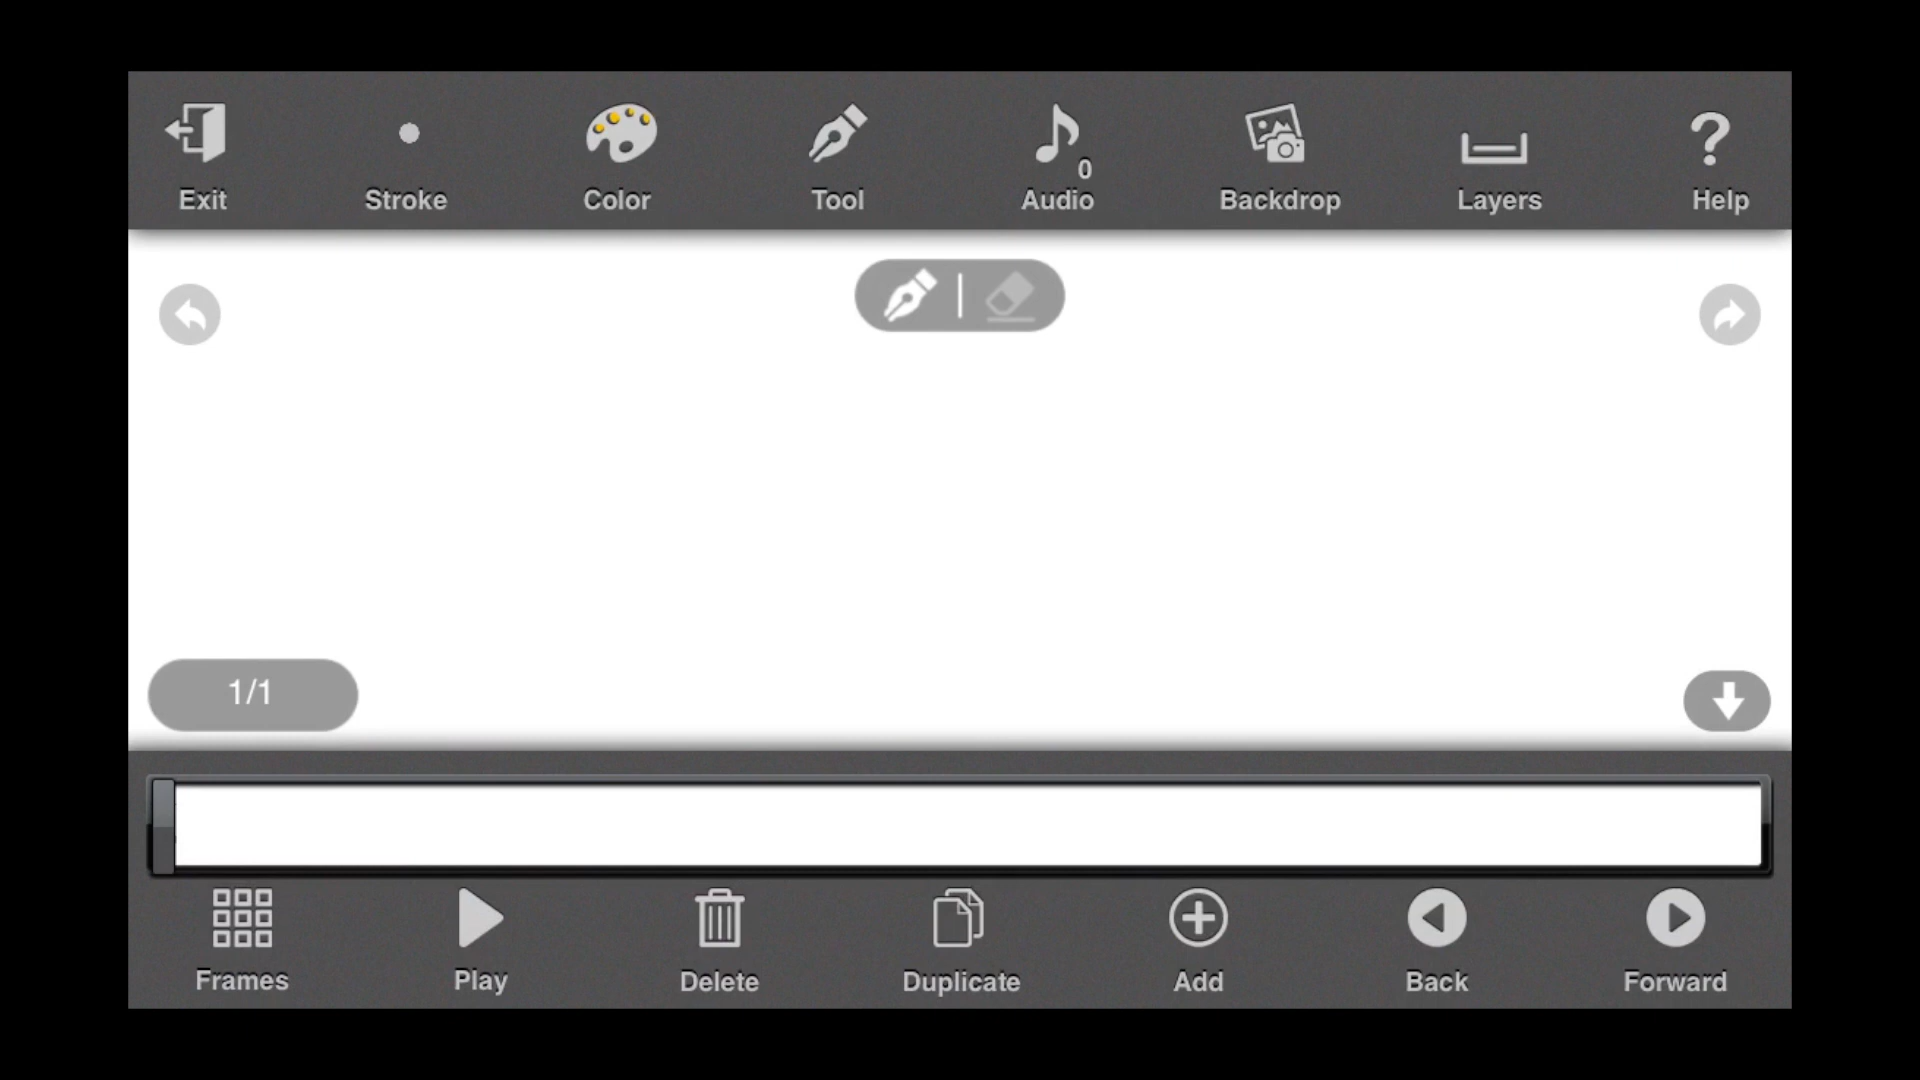 Exit Stroke Color Tool 0 Audio Backdrop Layers Help
1/1
Frames Play Delete Duplicate Add Back Forward